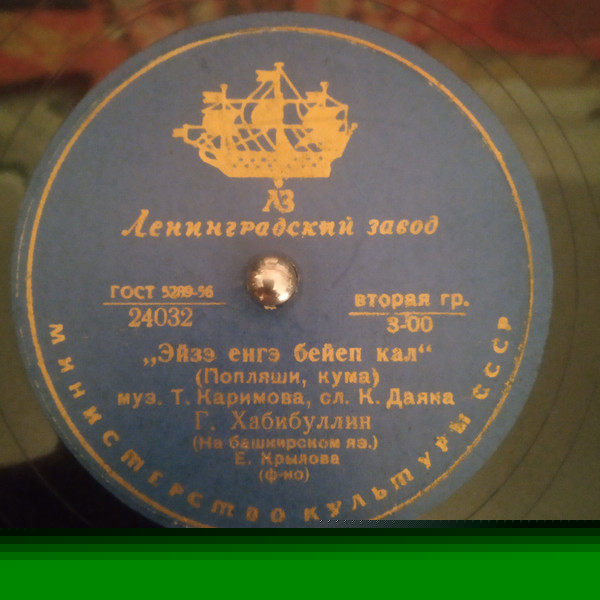 ЛЗ
Ленинградский завод
ГОСТ 5289-56
24032
вторая гр.
8-00
„Эйзэ енгэ бейеп кал“
(Попляши, кума)
муз. Т. Каримова, сл. К. Даяна
Г. Хабибуллин
(На башкирском яз.)
Е. Крылова
(ф-но)
МИНИСТЕРСТВО КУЛЬТУРЫ СССР